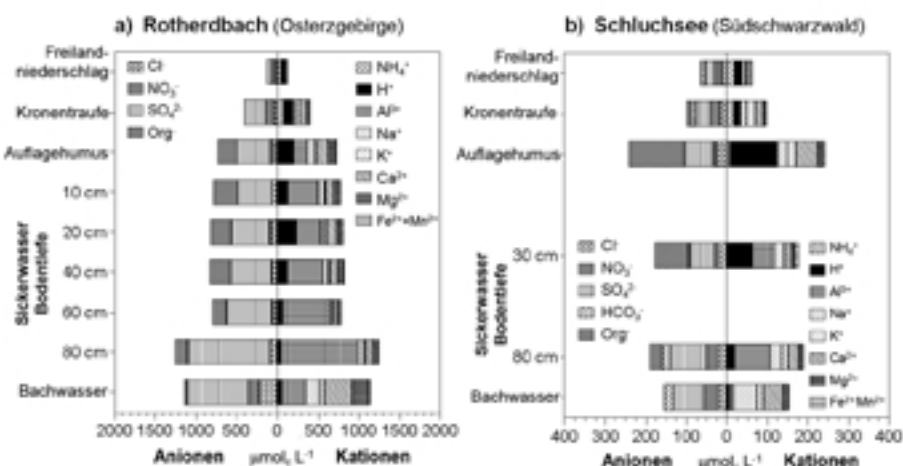 a) Rotherdbach (Osterzgebirge)
Freiland-
niederschlag
Kronentraufe
Auflagehumus
10 cm
20 cm
40 cm
60 cm
80 cm
Bachwasser
Sickerwasser
Bodentiefe
Cl⁻
NO₃⁻
SO₄²⁻
Org⁻
NH₄⁺
H⁺
Al³⁺
Na⁺
K⁺
Ca²⁺
Mg²⁺
Fe²⁺+Mn²⁺
2000 1500 1000 500 0 500 1000 1500 2000
Anionen µmolc L⁻¹ Kationen
b) Schluchsee (Südschwarzwald)
Freiland-
niederschlag
Kronentraufe
Auflagehumus
30 cm
80 cm
Bachwasser
Sickerwasser
Bodentiefe
Cl⁻
NO₃⁻
SO₄²⁻
HCO₃⁻
Org⁻
NH₄⁺
H⁺
Al³⁺
Na⁺
K⁺
Ca²⁺
Mg²⁺
Fe²⁺Mn²⁺
400 300 200 100 0 100 200 300 400
Anionen µmolc L⁻¹ Kationen